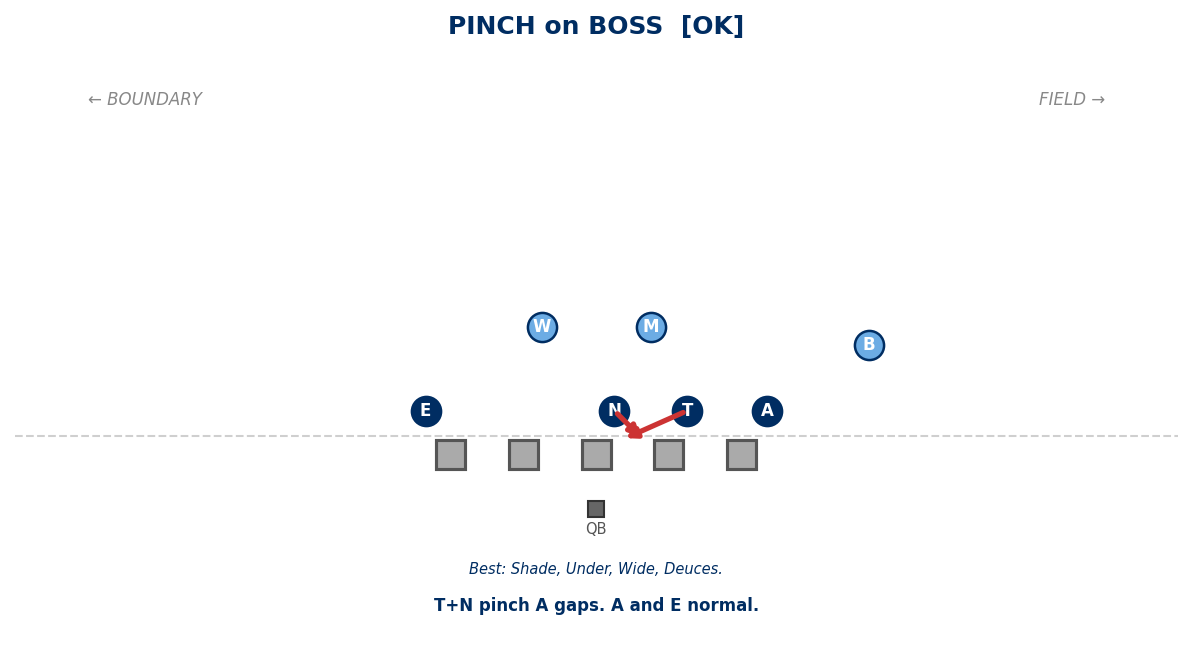 PINCH on BOSS [OK]
← BOUNDARY
FIELD →
W
M
B
E
N
T
A
QB
Best: Shade, Under, Wide, Deuces.
T+N pinch A gaps. A and E normal.